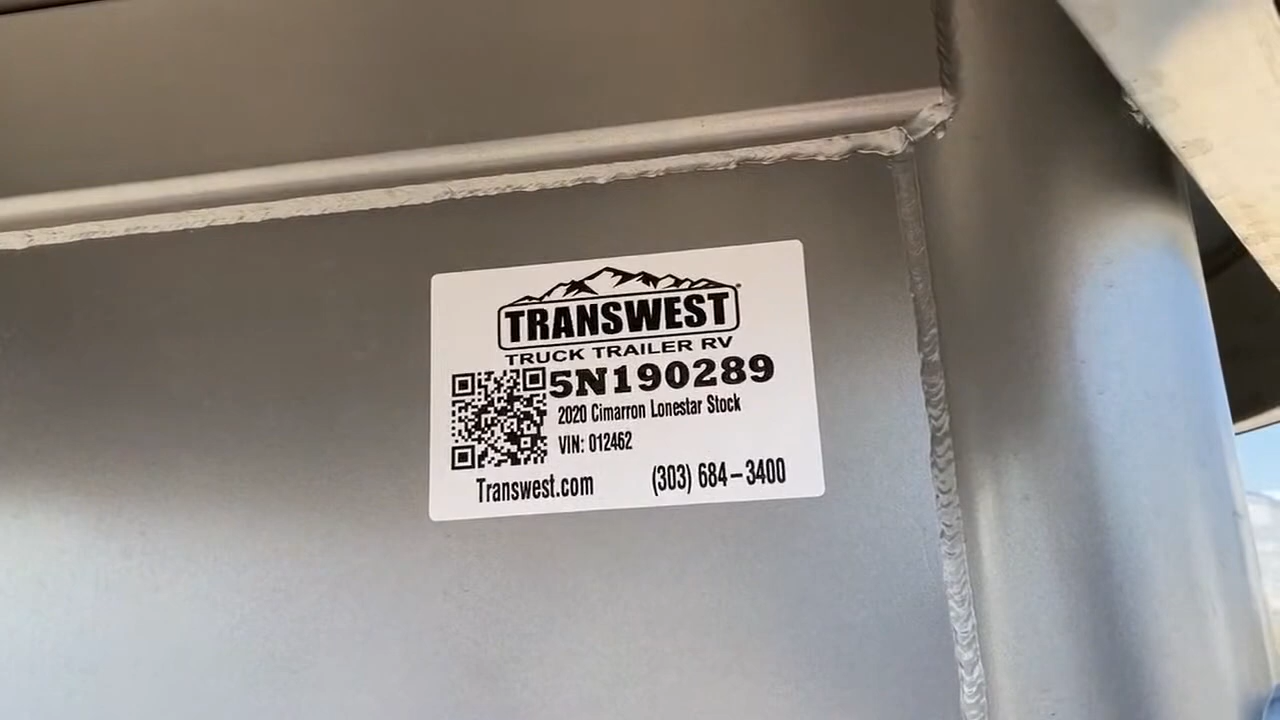 TRANSWEST
TRUCK TRAILER RV
5N190289
2020 Cimarron Lonestar Stock
VIN: 012462
Transwest.com (303) 684-3400